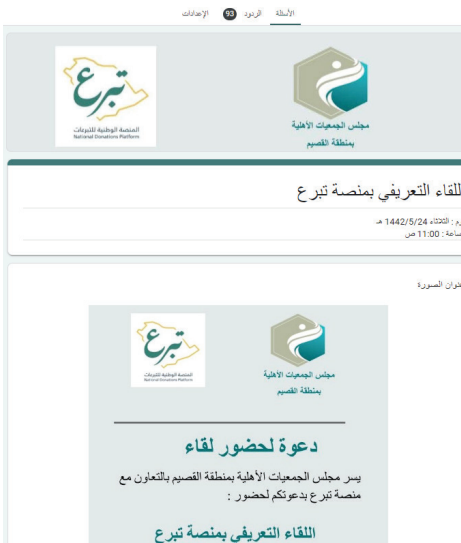 الأسئلة الردود 93 الإعدادات
تبرع
المنصة الوطنية للتبرعات
National Donations Platform
مجلس الجمعيات الأهلية
بمنطقة القصيم
اللقاء التعريفي بمنصة تبرع
: الثلاثاء 1442/5/24 هـ
: 11:00 ص
الصورة
تبرع
المنصة الوطنية للتبرعات
National Donations Platform
مجلس الجمعيات الأهلية
بمنطقة القصيم
دعوة لحضور لقاء
يسر مجلس الجمعيات الأهلية بمنطقة القصيم بالتعاون مع
منصة تبرع بدعوتكم لحضور :
اللقاء التعريفي بمنصة تبرع